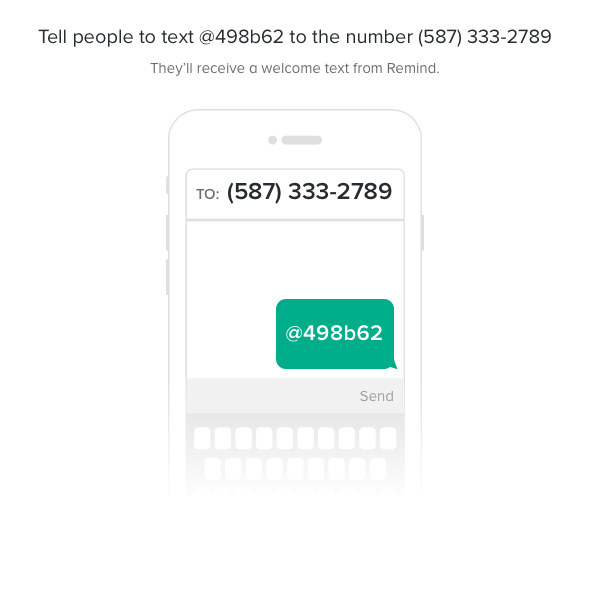 Tell people to text @498b62 to the number (587) 333-2789
They'll receive a welcome text from Remind.
TO: (587) 333-2789
@498b62
Send